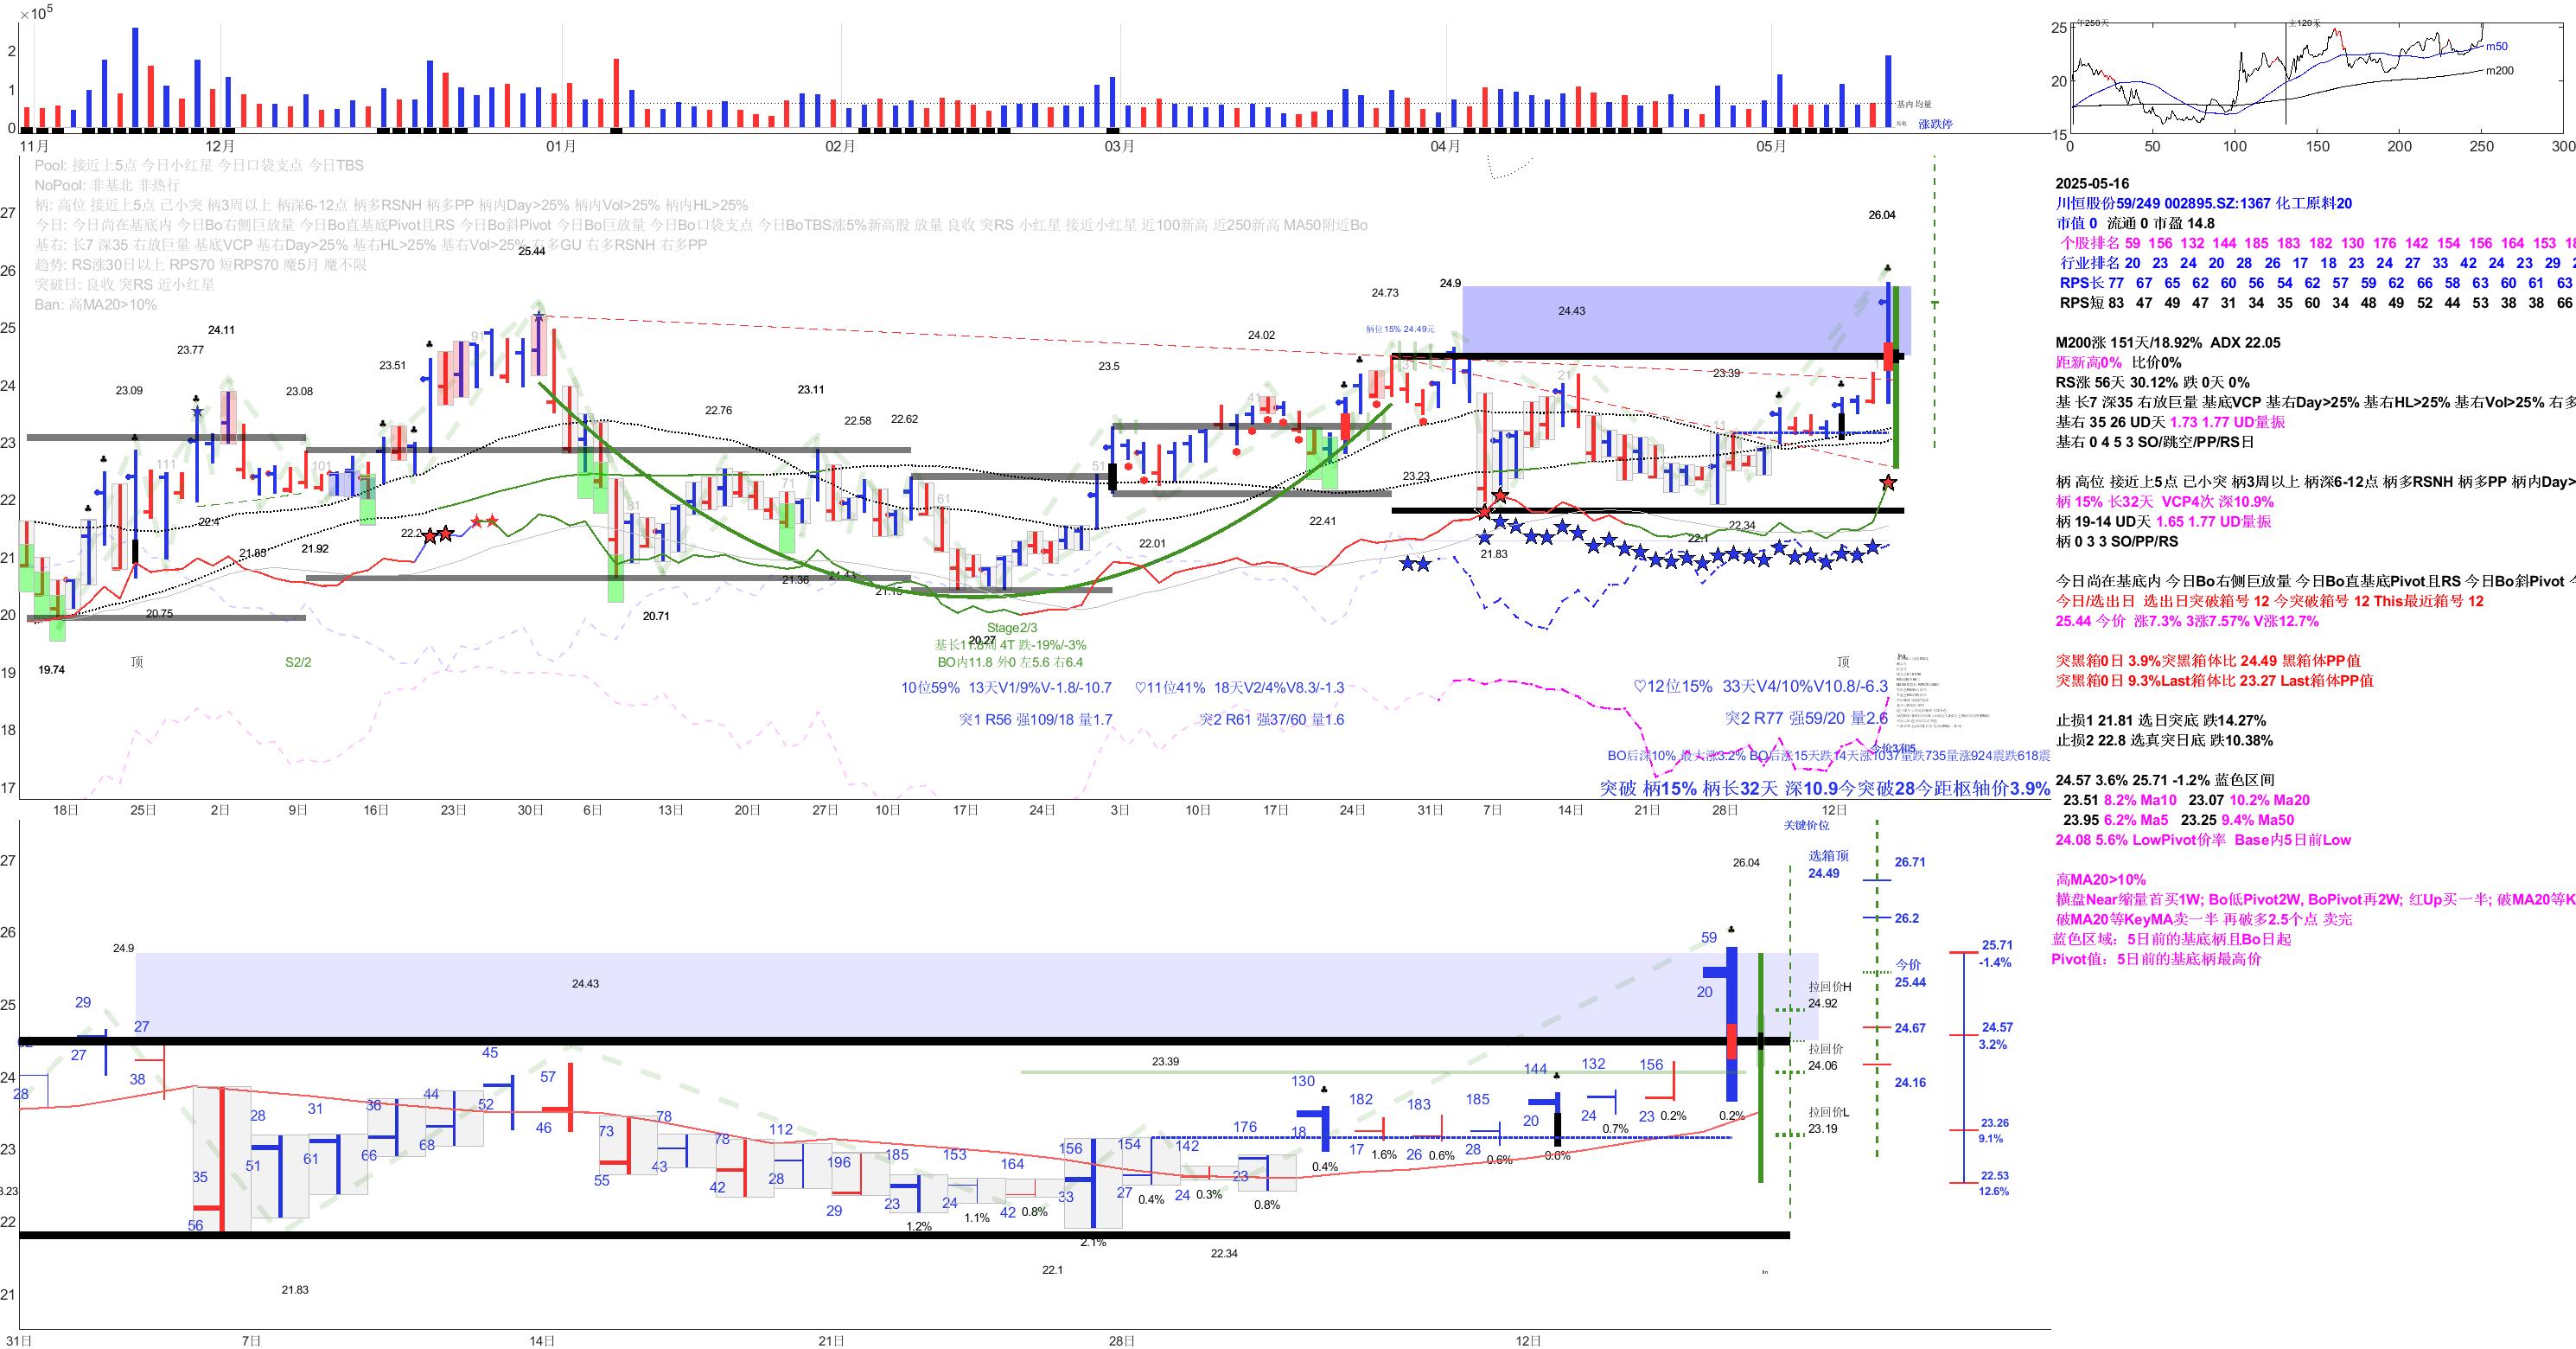 ×10⁵
2
1
0
基内 均量
涨跌停
11月 12月 01月 02月 03月 04月 05月
Pool: 接近上5点 今日小红星 今日口袋支点 今日TBS
NoPool: 非基北 非热行
柄: 高位 接近上5点 己小突 柄3周以上 柄深6-12点 柄多RSNH 柄多PP 柄内Day>25% 柄内Vol>25% 柄内HL>25%
今日: 今日尚在基底内 今日Bo右侧巨放量 今日Bo直基底Pivot且RS 今日Bo斜Pivot 今日Bo巨放量 今日Bo口袋支点 今日BoTBS涨5%新高股 放量 良收 突RS 小红星 接近小红星 近100新高 近250新高 MA50附近Bo
基右: 长7 深35 右放巨量 基底VCP 基右Day>25% 基右HL>25% 基右Vol>25% 右多GU 右多RSNH 右多PP
趋势: RS涨30日以上 RPS70 短RPS70 魔5月 魔不限
突破日: 良收 突RS 近小红星
Ban: 高MA20>10%
27
26
25
24
23
22
21
20
19
18
17
26.04
25.44
24.9
24.73
24.43
柄位15% 24.49元
24.11
23.77
24.02
23.51
23.5
23.09
23.08
23.11
22.76
22.58
22.62
23.39
23.23
22.41
22.34
22.1
22.01
21.83
22.4
21.85
21.92
21.36
20.75
20.71
20.27
19.74
111
101
91
81
71
61
51
41
31
21
11
顶
S2/2
Stage2/3
基长11.8周 4T 跌-19%/-3%
BO内11.8 外0 左5.6 右6.4
顶
10位59% 13天V1/9%V-1.8/-10.7
♡11位41% 18天V2/4%V8.3/-1.3
♡12位15% 33天V4/10%V10.8/-6.3
突1 R56 强109/18 量1.7
突2 R61 强37/60 量1.6
突2 R77 强59/20 量2.6
BO后深10% 最大涨3.2% BO后涨15天跌14天涨1037量跌735量涨924震跌618震
突破 柄15% 柄长32天 深10.9今突破28今距枢轴价3.9%
18日 25日 2日 9日 16日 23日 30日 6日 13日 20日 27日 10日 17日 24日 3日 10日 17日 24日 31日 7日 14日 21日 28日 12日
27
26
25
24
23
22
21
24.9
24.43
26.04
23.39
22.34
22.1
21.83
29
27
27
38
28
35
56
28
51
31
61
36
66
44
68
45
52
57
46
73
55
78
43
78
42
112
28
196
29
185
23
1.2%
153
24
1.1%
164
42
0.8%
156
33
2.1%
154
27
0.4%
142
24
0.3%
176
23
0.8%
130
18
0.4%
182
17
1.6%
183
26
0.6%
185
28
0.6%
144
20
0.8%
132
24
0.7%
156
23
0.2%
59
20
0.2%
关键价位
选箱顶
24.49
拉回价H
24.92
拉回价
24.06
拉回价L
23.19
26.71
26.2
今价
25.44
24.67
24.16
25.71
-1.4%
24.57
3.2%
23.26
9.1%
22.53
12.6%
31日 7日 14日 21日 28日 12日
25
20
15
年250天
m50
m200
0 50 100 150 200 250 300
2025-05-16
川恒股份59/249 002895.SZ:1367 化工原料20
市值 0 流通 0 市盈 14.8
个股排名 59 156 132 144 185 183 182 130 176 142 154 156 164 153
行业排名 20 23 24 20 28 26 17 18 23 24 27 33 42 24 23 29
RPS长 77 67 65 62 60 56 54 62 57 59 62 66 58 63 60 61 63
RPS短 83 47 49 47 31 34 35 60 34 48 49 52 44 53 38 38 66
M200涨 151天/18.92% ADX 22.05
距新高0% 比价0%
RS涨 56天 30.12% 跌 0天 0%
基 长7 深35 右放巨量 基底VCP 基右Day>25% 基右HL>25% 基右Vol>25% 右多
基右 35 26 UD天 1.73 1.77 UD量振
基右 0 4 5 3 SO/跳空/PP/RS日
柄 高位 接近上5点 己小突 柄3周以上 柄深6-12点 柄多RSNH 柄多PP 柄内Day>
柄 15% 长32天 VCP4次 深10.9%
柄 19-14 UD天 1.65 1.77 UD量振
柄 0 3 3 SO/PP/RS
今日尚在基底内 今日Bo右侧巨放量 今日Bo直基底Pivot且RS 今日Bo斜Pivot
今日/选出日 选出日突破箱号 12 今突破箱号 12 This最近箱号 12
25.44 今价 涨7.3% 3涨7.57% V涨12.7%
突黑箱0日 3.9%突黑箱体比 24.49 黑箱体PP值
突黑箱0日 9.3%Last箱体比 23.27 Last箱体PP值
止损1 21.81 选日突底 跌14.27%
止损2 22.8 选真突日底 跌10.38%
24.57 3.6% 25.71 -1.2% 蓝色区间
23.51 8.2% Ma10 23.07 10.2% Ma20
23.95 6.2% Ma5 23.25 9.4% Ma50
24.08 5.6% LowPivot价率 Base内5日前Low
高MA20>10%
横盘Near缩量首买1W; Bo低Pivot2W, BoPivot再2W; 红Up买一半; 破MA20等K
破MA20等KeyMA卖一半 再破多2.5个点 卖完
蓝色区域: 5日前的基底柄且Bo日起
Pivot值: 5日前的基底柄最高价